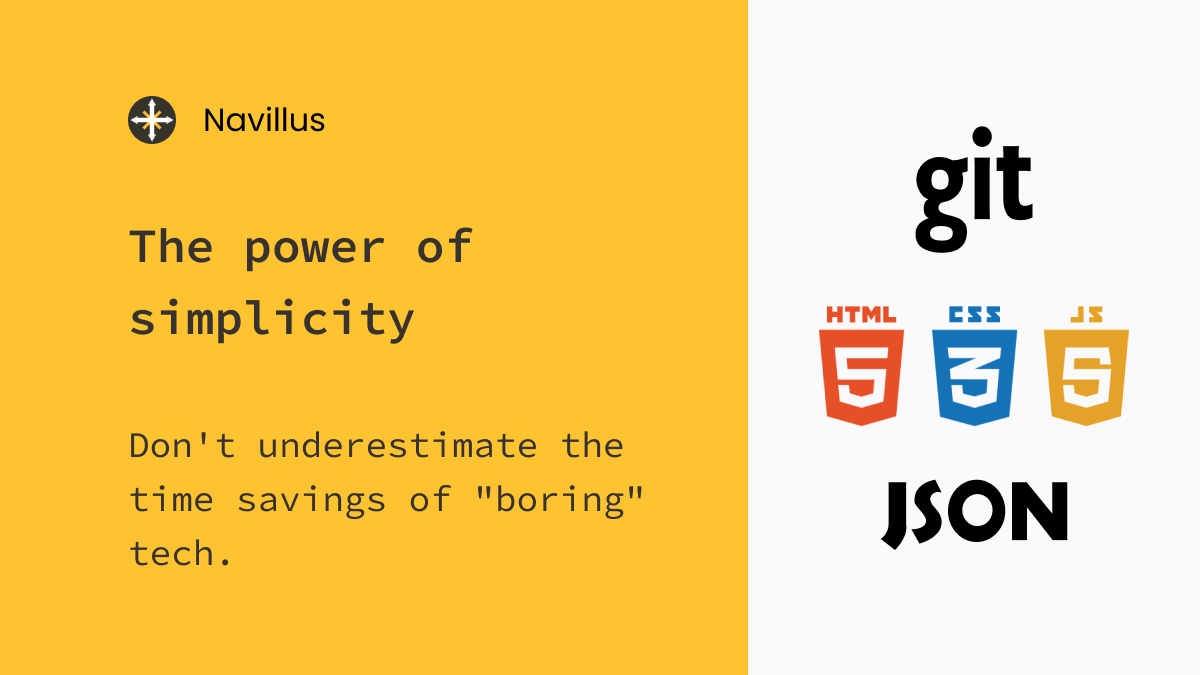 Navillus
The power of
simplicity
Don't underestimate the
time savings of "boring"
tech.
git
HTML CSS JS
5 3 5
JSON